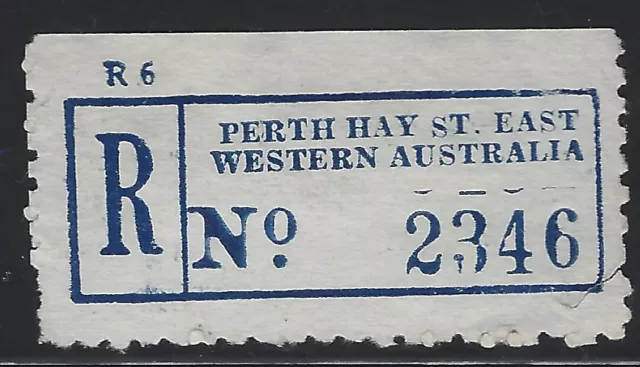 R 6
PERTH HAY ST. EAST
WESTERN AUSTRALIA
R
No. 2346